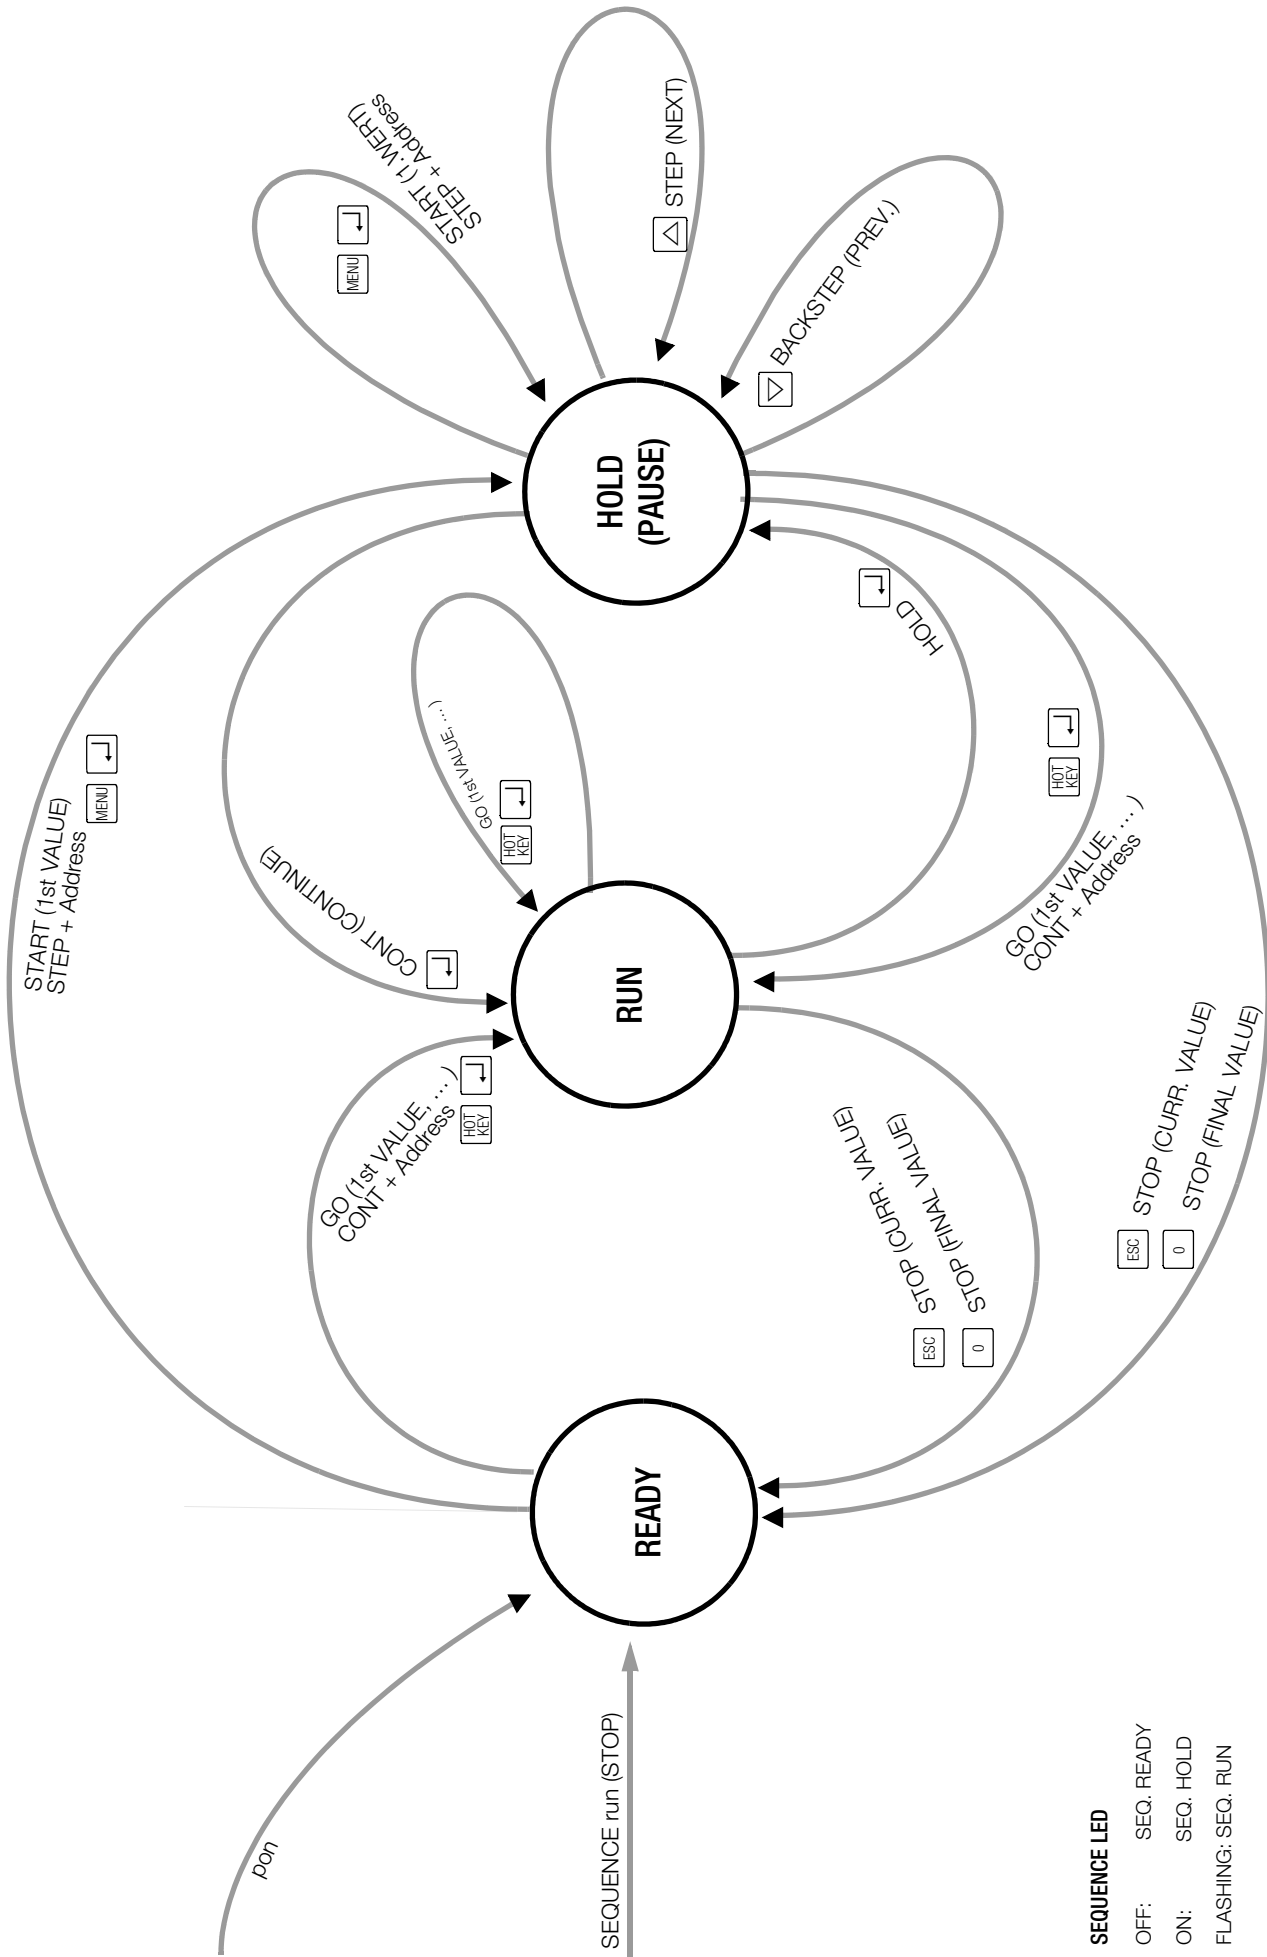 pon
SEQUENCE run (STOP)
READY
START (1st VALUE)
STEP + Address
MENU
GO (1st VALUE, ... )
CONT + Address
HOT
KEY
CONT (CONTINUE)
RUN
GO (1st VALUE, ... )
HOT
KEY
HOLD
(PAUSE)
MENU
START (1.WERT)
STEP + Address
STEP (NEXT)
BACKSTEP (PREV.)
HOLD
HOT
KEY
GO (1st VALUE, ... )
CONT + Address
ESC STOP (CURR. VALUE)
0 STOP (FINAL VALUE)
ESC STOP (CURR. VALUE)
0 STOP (FINAL VALUE)
SEQUENCE LED
OFF: SEQ. READY
ON: SEQ. HOLD
FLASHING: SEQ. RUN